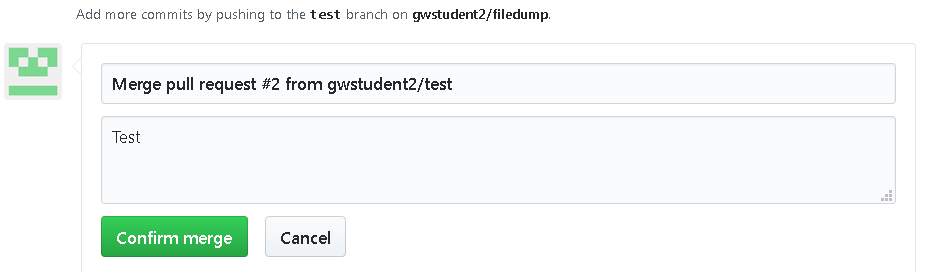 Add more commits by pushing to the test branch on gwstudent2/filedump.
Merge pull request #2 from gwstudent2/test
Test
Confirm merge Cancel